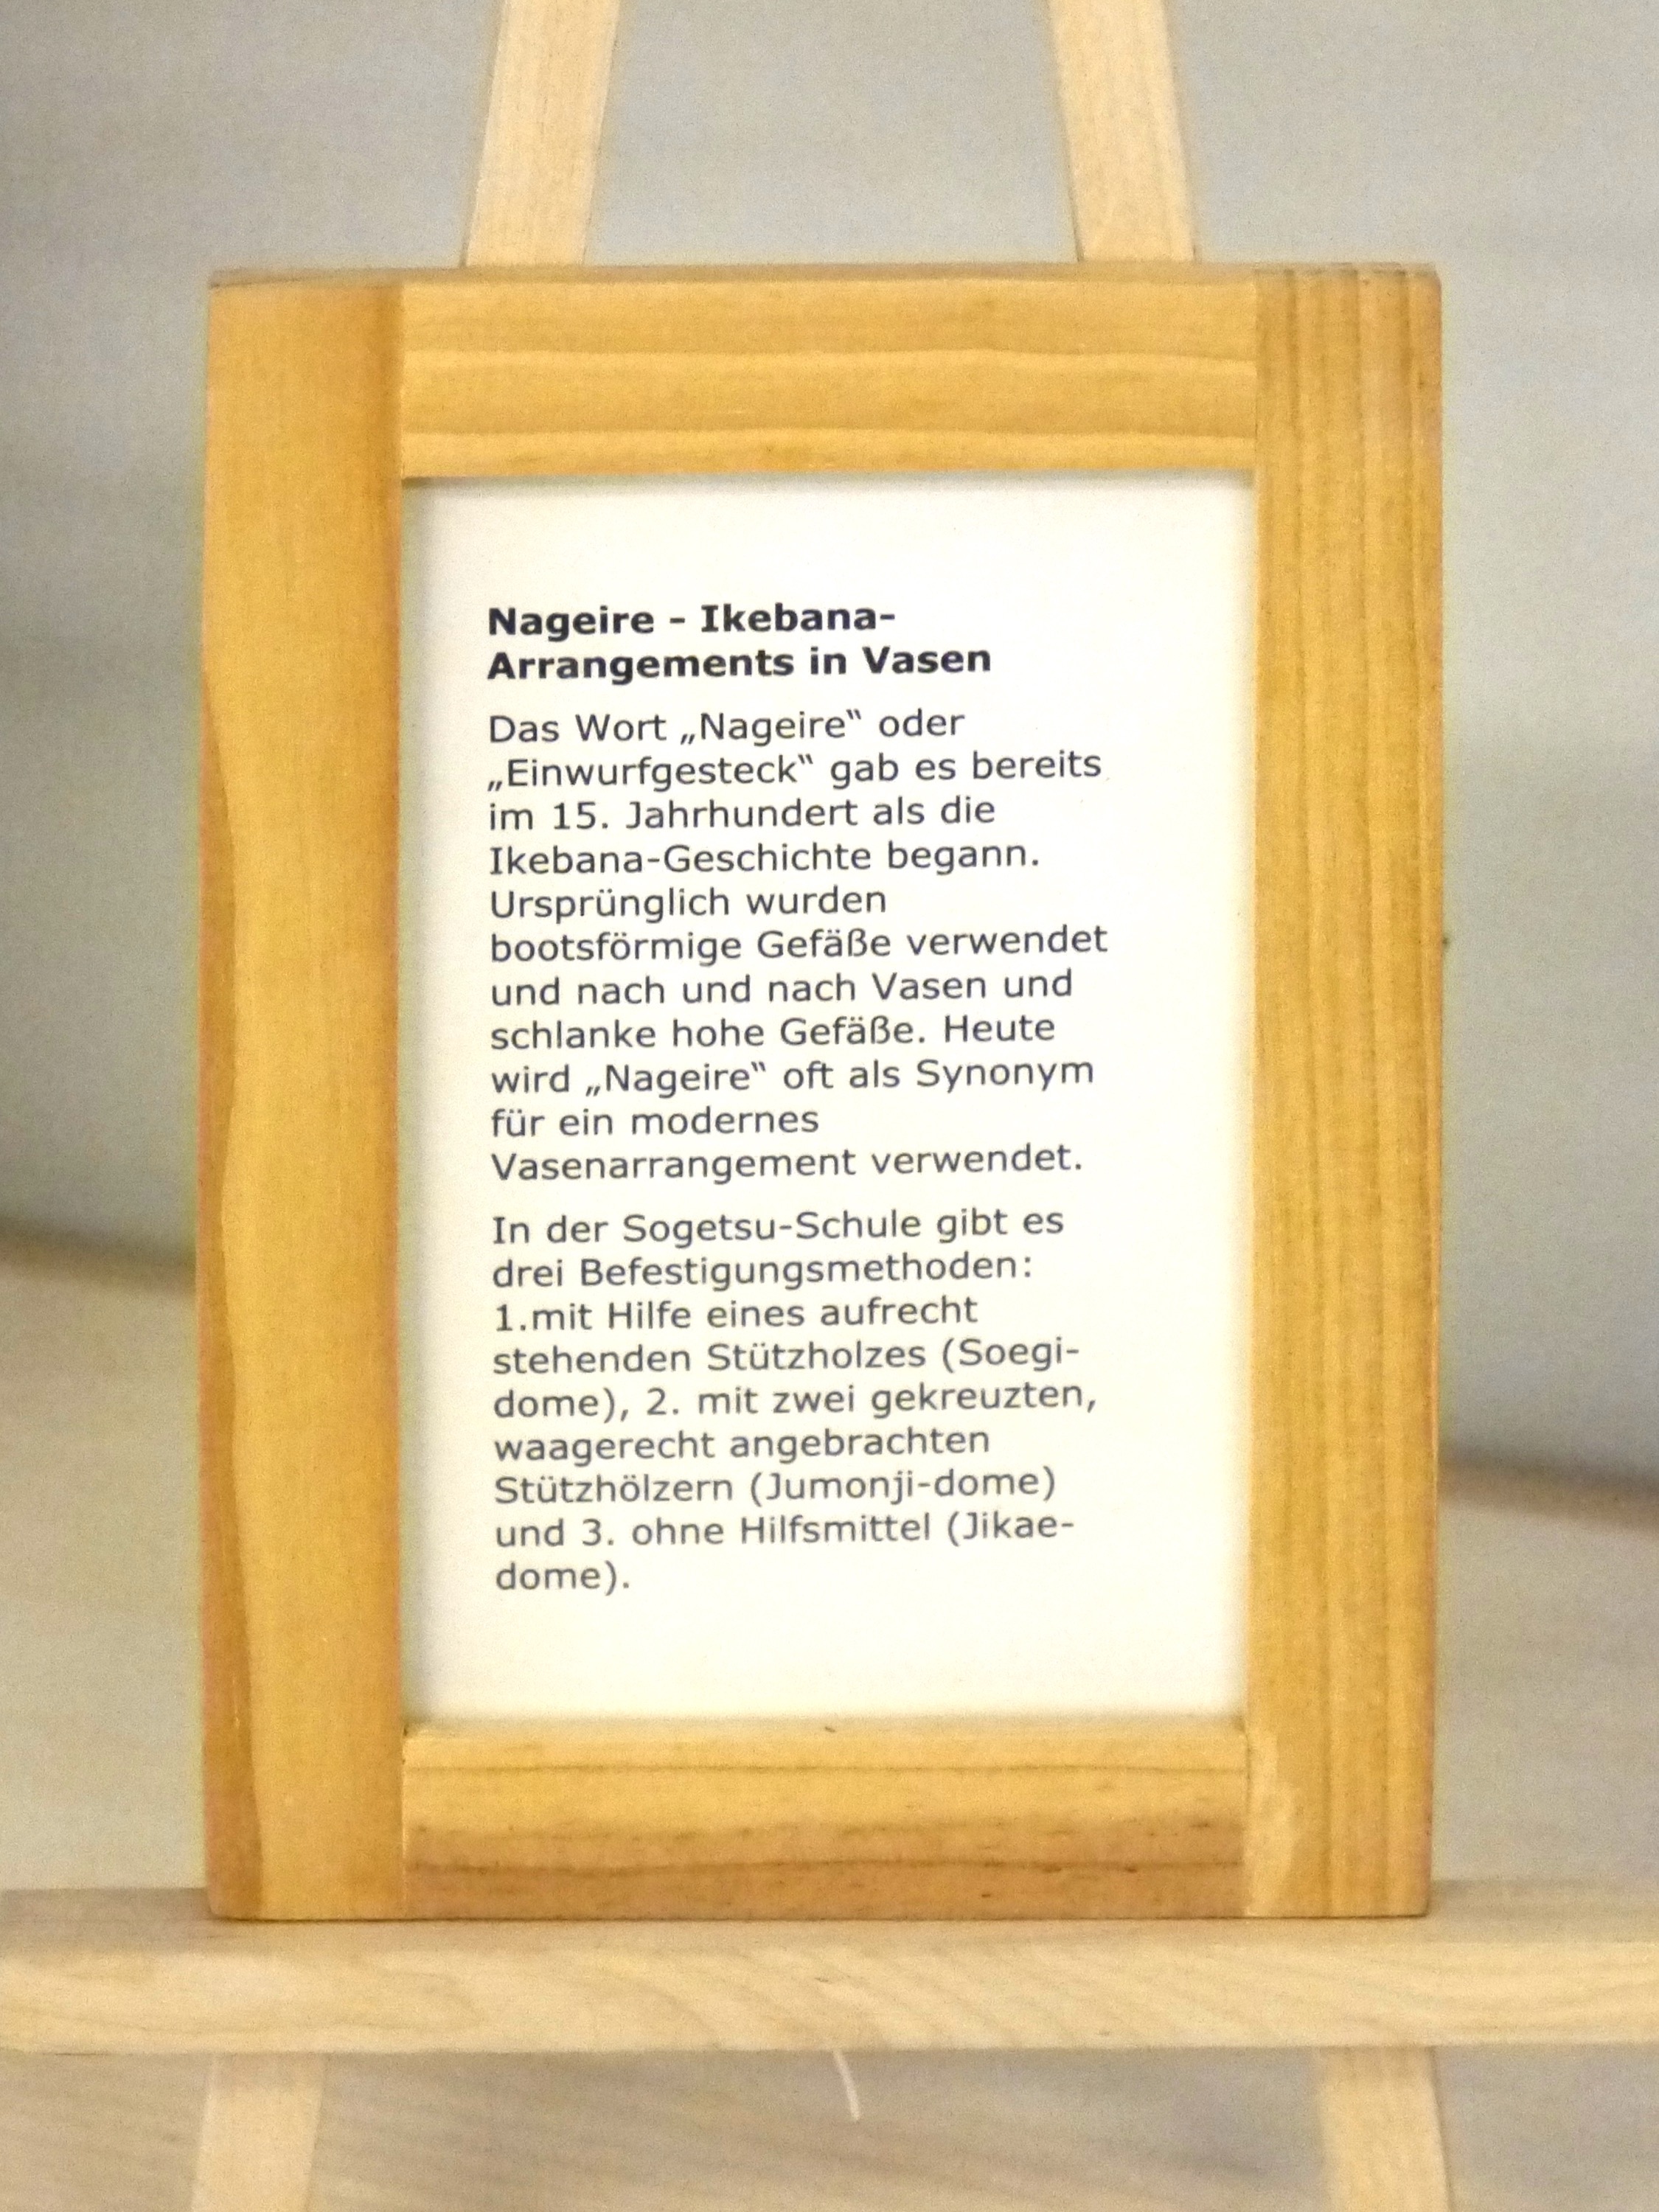 Nageire - Ikebana-
Arrangements in Vasen
Das Wort „Nageire“ oder
„Einwurfgesteck“ gab es bereits
im 15. Jahrhundert als die
Ikebana-Geschichte begann.
Ursprünglich wurden
bootsförmige Gefäße verwendet
und nach und nach Vasen und
schlanke hohe Gefäße. Heute
wird „Nageire“ oft als Synonym
für ein modernes
Vasenarrangement verwendet.
In der Sogetsu-Schule gibt es
drei Befestigungsmethoden:
1.mit Hilfe eines aufrecht
stehenden Stützholzes (Soegi-
dome), 2. mit zwei gekreuzten,
waagerecht angebrachten
Stützhölzern (Jumonji-dome)
und 3. ohne Hilfsmittel (Jikae-
dome).